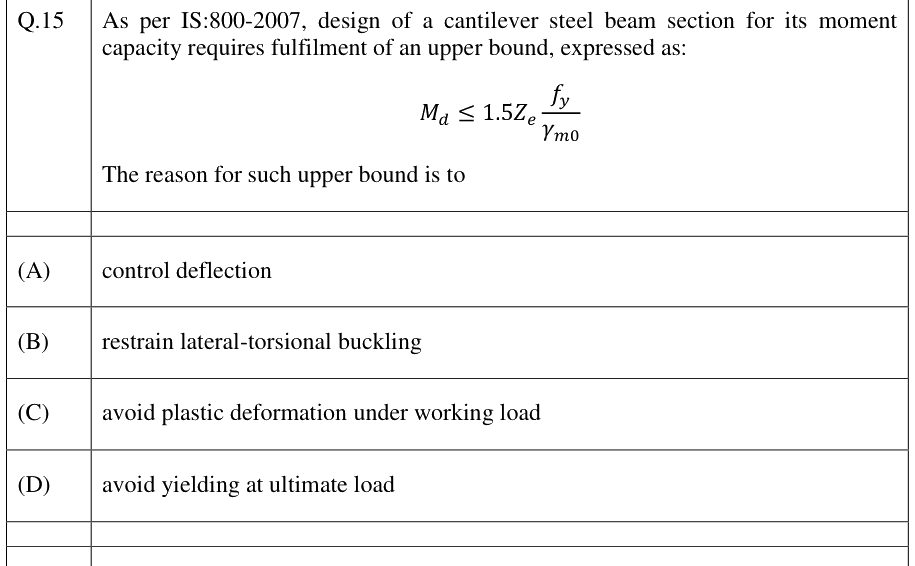 Q.15 As per IS:800-2007, design of a cantilever steel beam section for its moment
capacity requires fulfilment of an upper bound, expressed as:
M_d ≤ 1.5Z_e f_y/γ_m0
The reason for such upper bound is to
(A) control deflection
(B) restrain lateral-torsional buckling
(C) avoid plastic deformation under working load
(D) avoid yielding at ultimate load